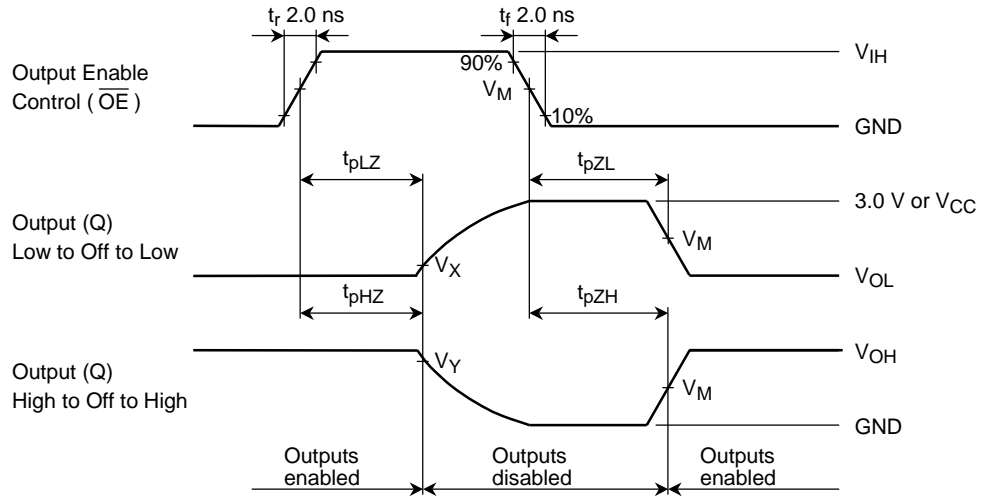 tr 2.0 ns
tf 2.0 ns
Output Enable
Control ( OE )
90%
VM
10%
VIH
GND
tpLZ
tpZL
Output (Q)
Low to Off to Low
VX
VM
3.0 V or VCC
VOL
tpHZ
tpZH
Output (Q)
High to Off to High
VY
VM
VOH
GND
Outputs
enabled
Outputs
disabled
Outputs
enabled